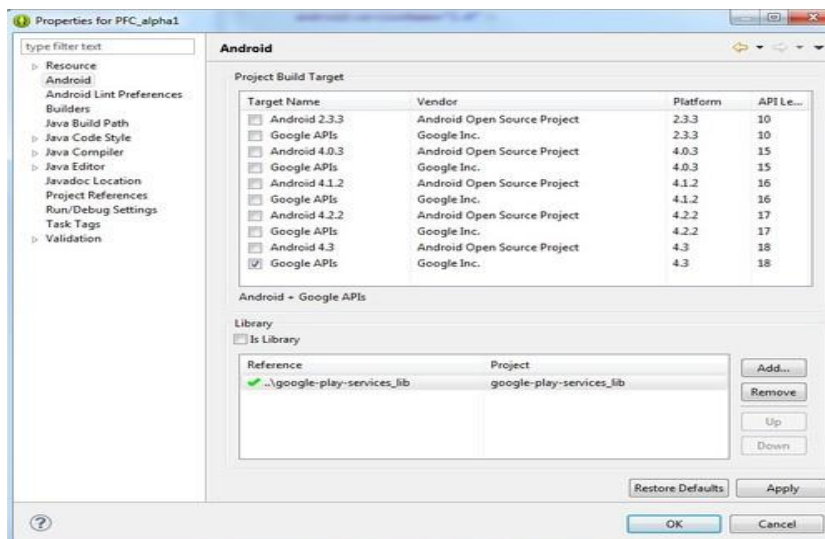 Properties for PFC_alpha1
type filter text
Resource
Android
Android Lint Preferences
Builders
Java Build Path
Java Code Style
Java Compiler
Java Editor
Javadoc Location
Project References
Run/Debug Settings
Task Tags
Validation
Android
Project Build Target
Target Name Vendor Platform API Le...
Android 2.3.3 Android Open Source Project 2.3.3 10
Google APIs Google Inc. 2.3.3 10
Android 4.0.3 Android Open Source Project 4.0.3 15
Google APIs Google Inc. 4.0.3 15
Android 4.1.2 Android Open Source Project 4.1.2 16
Google APIs Google Inc. 4.1.2 16
Android 4.2.2 Android Open Source Project 4.2.2 17
Google APIs Google Inc. 4.2.2 17
Android 4.3 Android Open Source Project 4.3 18
Google APIs Google Inc. 4.3 18
Android + Google APIs
Library
Is Library
Reference Project
..\google-play-services_lib google-play-services_lib
Add...
Remove
Up
Down
Restore Defaults Apply
OK Cancel